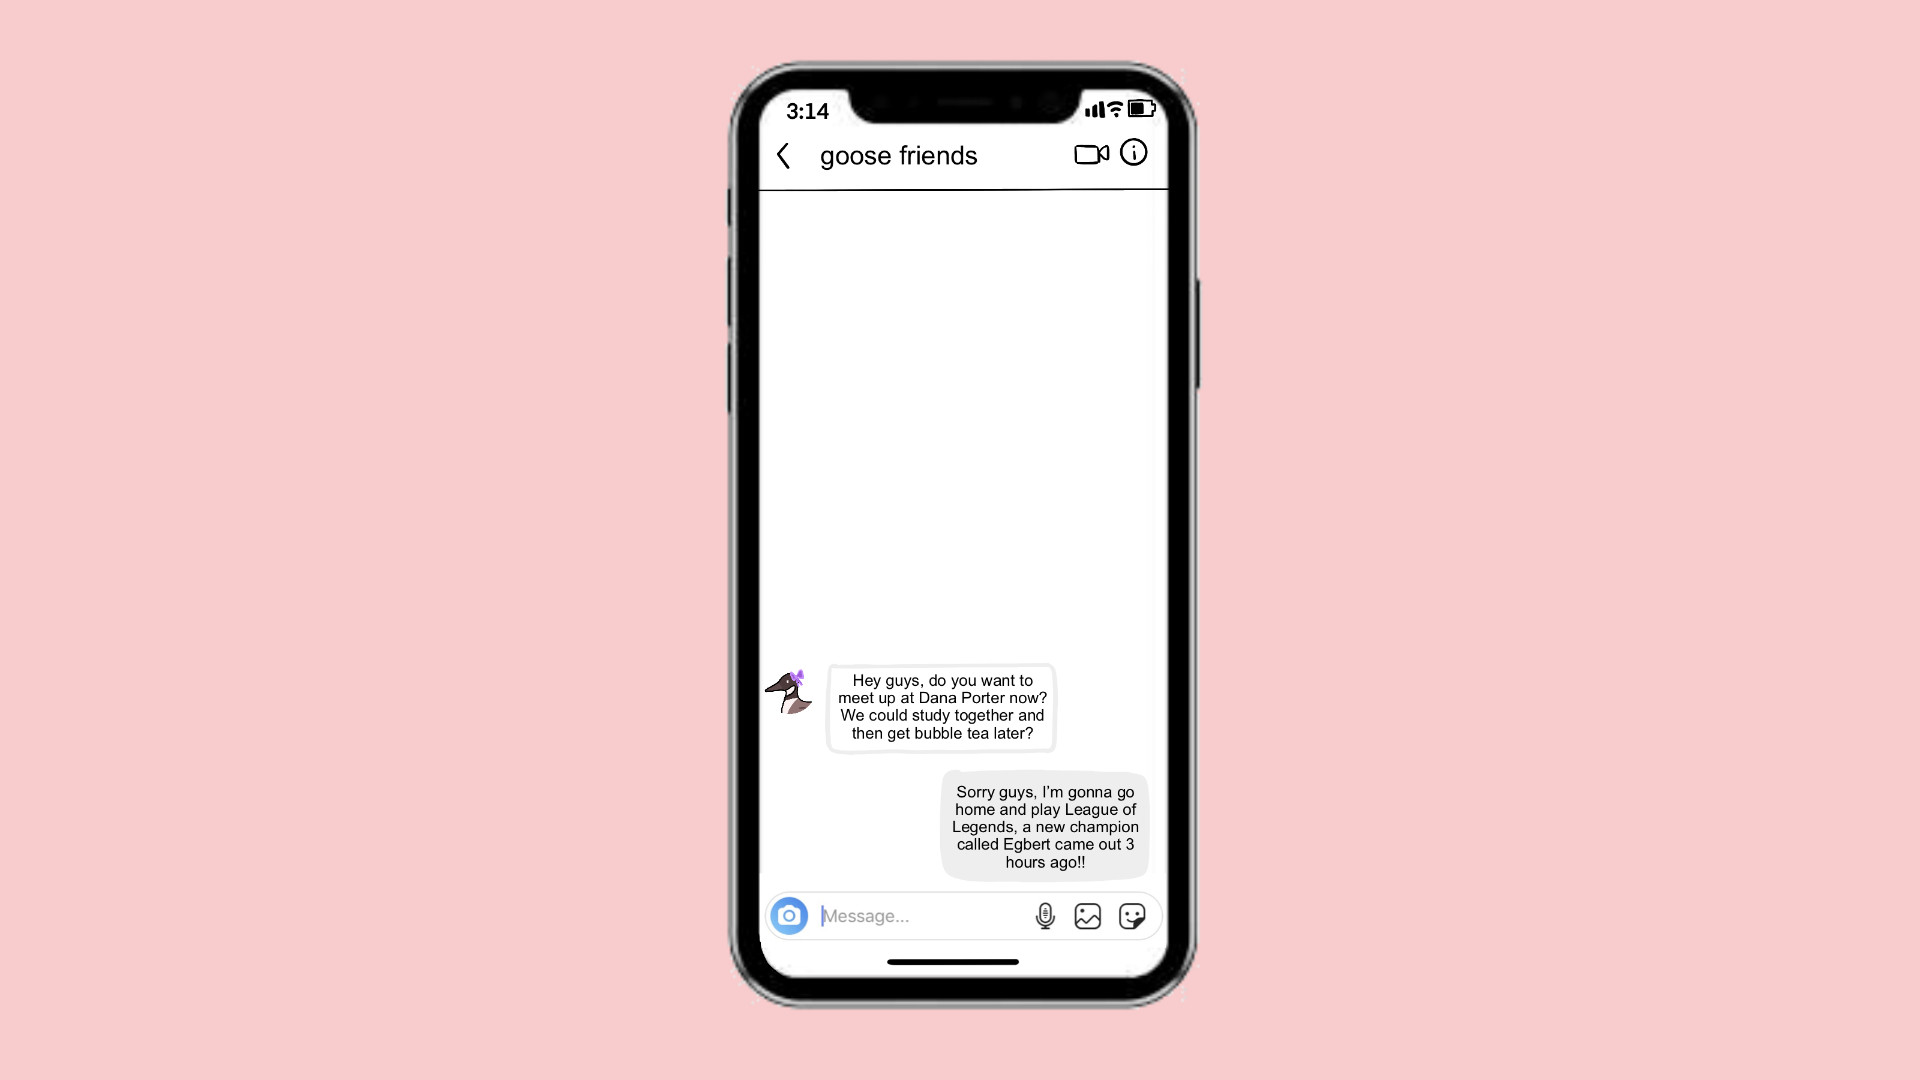 3:14
goose friends
Hey guys, do you want to
meet up at Dana Porter now?
We could study together and
then get bubble tea later?
Sorry guys, I'm gonna go
home and play League of
Legends, a new champion
called Egbert came out 3
hours ago!!
Message...